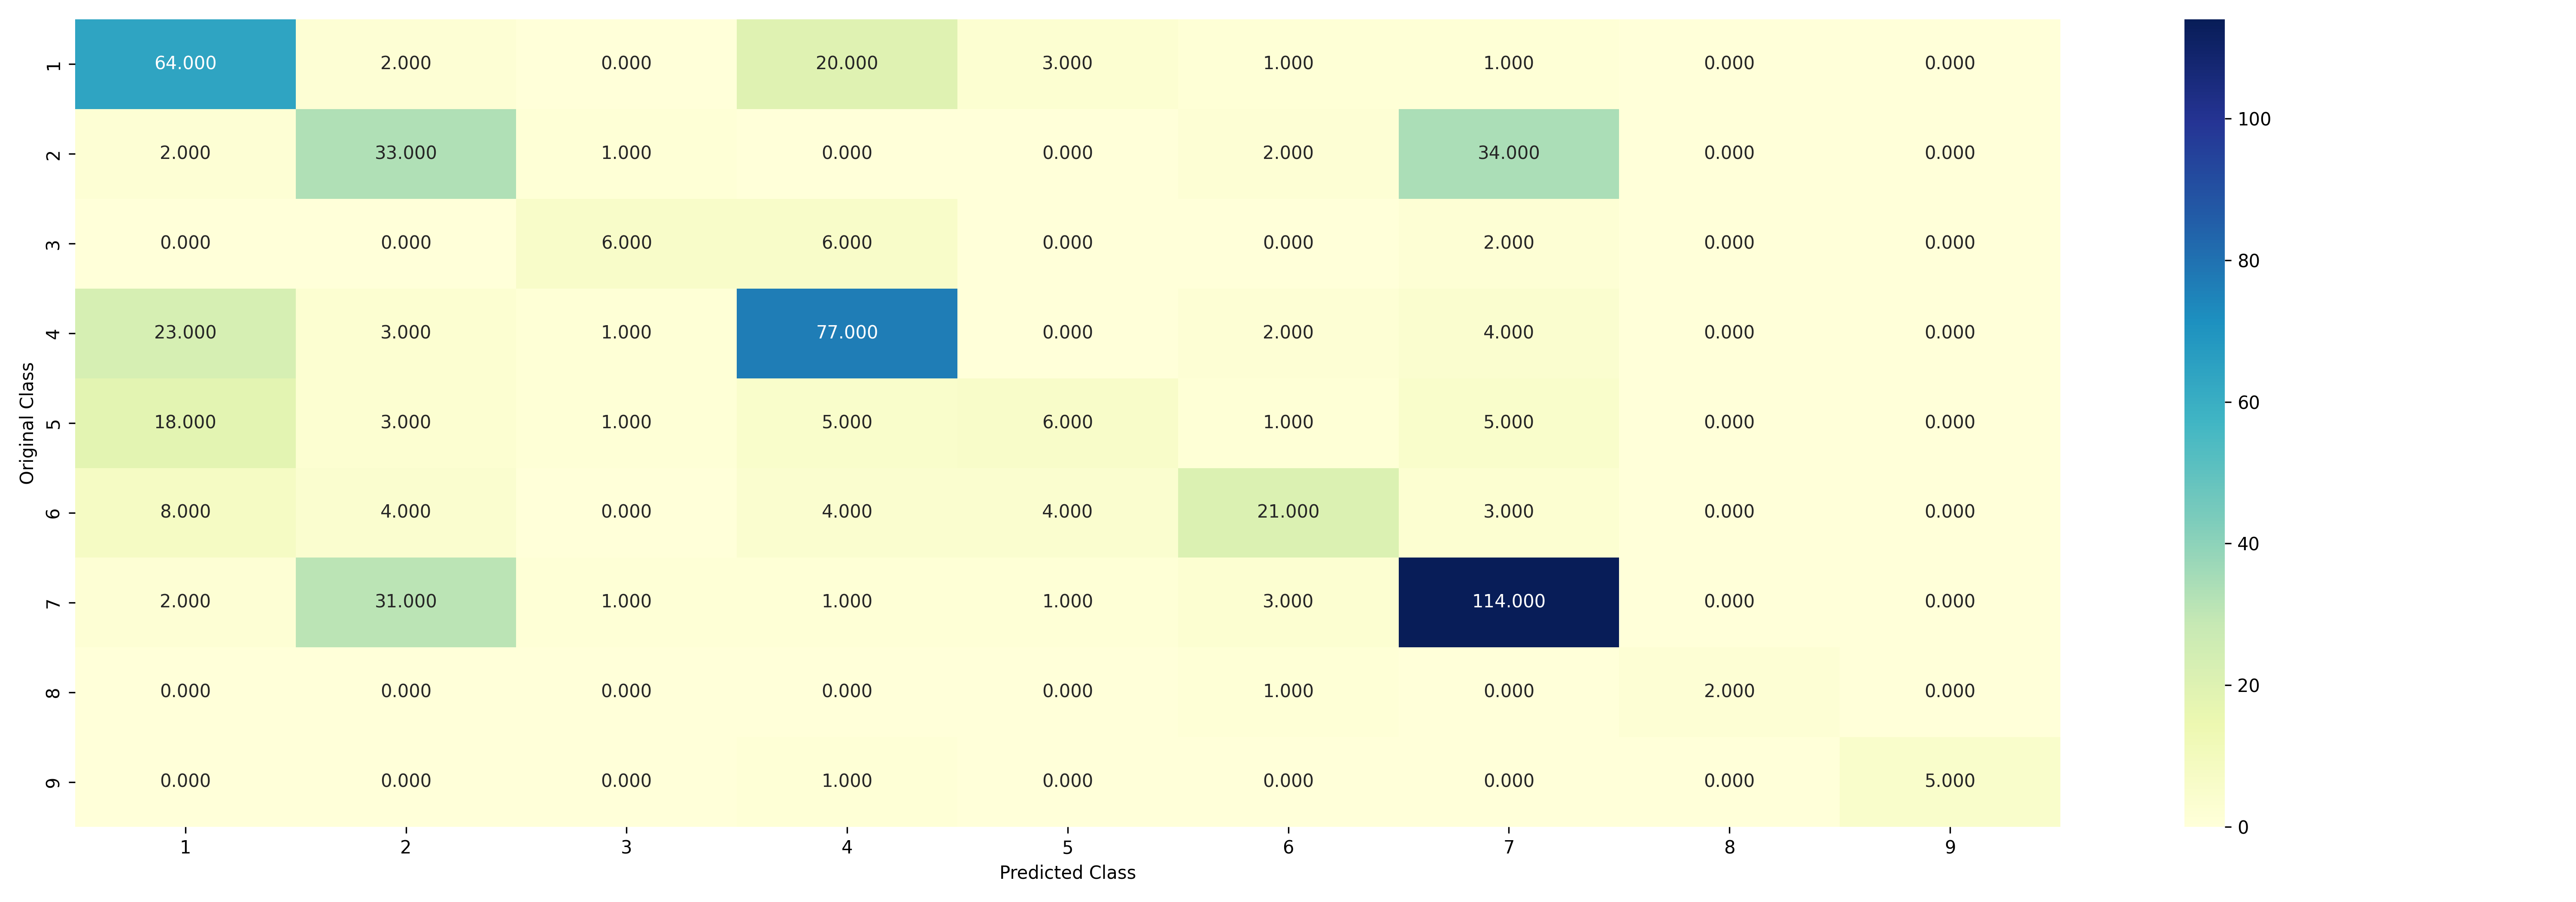 1 64.000 2.000 0.000 20.000 3.000 1.000 1.000 0.000 0.000
2 2.000 33.000 1.000 0.000 0.000 2.000 34.000 0.000 0.000
3 0.000 0.000 6.000 6.000 0.000 0.000 2.000 0.000 0.000
4 23.000 3.000 1.000 77.000 0.000 2.000 4.000 0.000 0.000
5 18.000 3.000 1.000 5.000 6.000 1.000 5.000 0.000 0.000
6 8.000 4.000 0.000 4.000 4.000 21.000 3.000 0.000 0.000
7 2.000 31.000 1.000 1.000 1.000 3.000 114.000 0.000 0.000
8 0.000 0.000 0.000 0.000 0.000 1.000 0.000 2.000 0.000
9 0.000 0.000 0.000 1.000 0.000 0.000 0.000 0.000 5.000
1 2 3 4 5 6 7 8 9
Predicted Class
Original Class
100
80
60
40
20
0